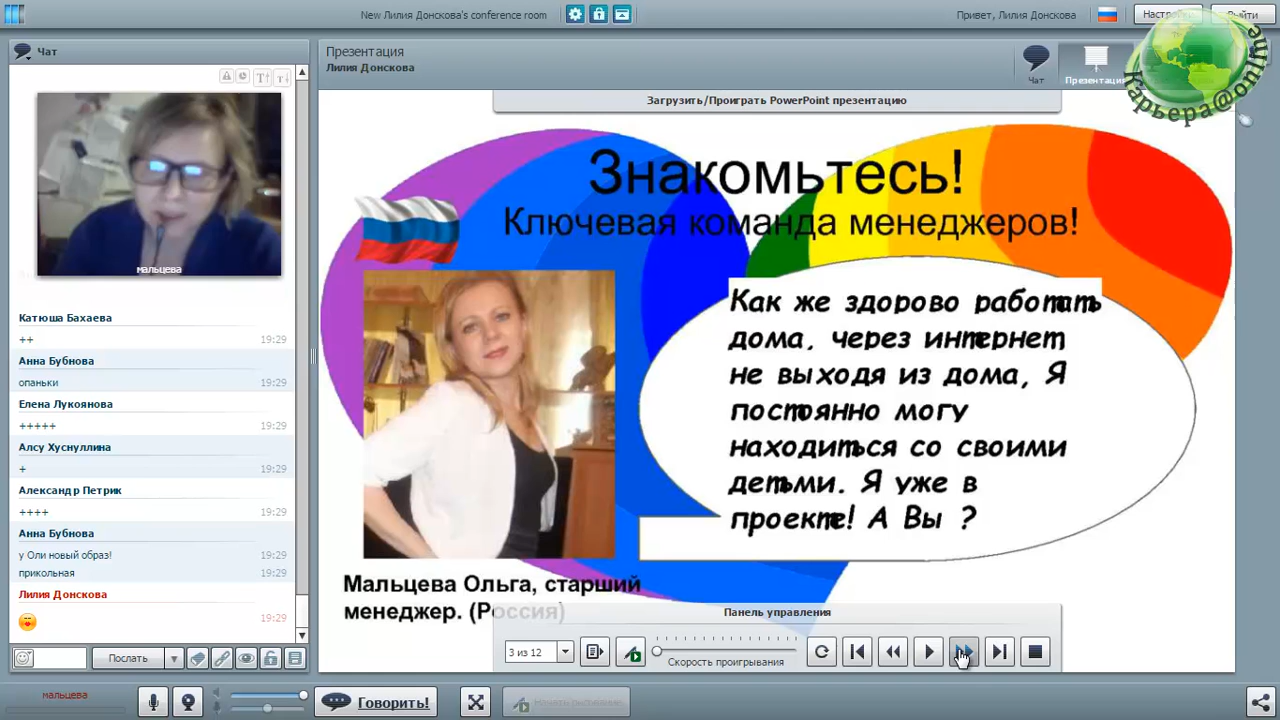 New Лилия Донскова's conference room
Привет, Лилия Донскова
Выйти
Чат
мальцева
Катюша Бахаева
++
19:29
Анна Бубнова
опаньки
19:29
Елена Лукоянова
+++++
19:29
Алсу Хуснуллина
+
19:29
Александр Петрик
++++
19:29
Анна Бубнова
у Оли новый образ!
19:29
прикольная
19:29
Лилия Донскова
19:29
Послать
мальцева
Презентация
Лилия Донскова
Чат
Презентация
Карьера@online
Загрузить/Проиграть PowerPoint презентацию
Знакомьтесь!
Ключевая команда менеджеров!
Как же здорово работать
дома, через интернет,
не выходя из дома, Я
постоянно могу
находиться со своими
детьми. Я уже в
проекте! А Вы ?
Мальцева Ольга, старший
менеджер. (Россия)
Панель управления
3 из 12
Скорость проигрывания
Говорить!